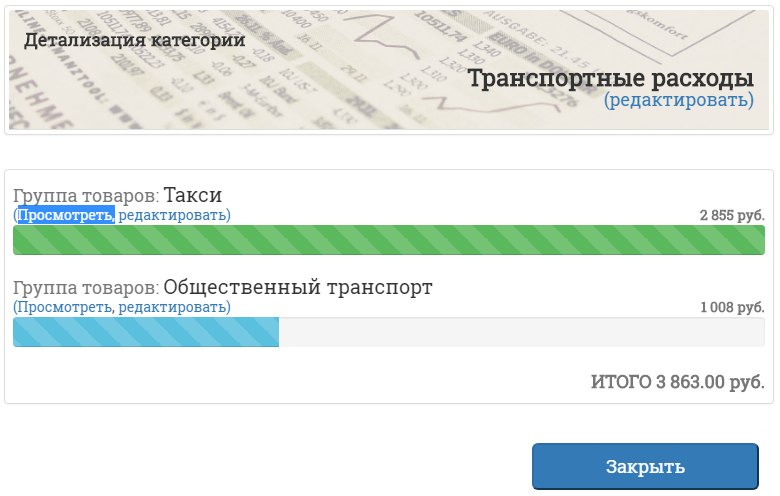 Детализация категории
Транспортные расходы
(редактировать)
Группа товаров: Такси
(Просмотреть, редактировать) 2 855 руб.
Группа товаров: Общественный транспорт
(Просмотреть, редактировать) 1 008 руб.
ИТОГО 3 863.00 руб.
Закрыть